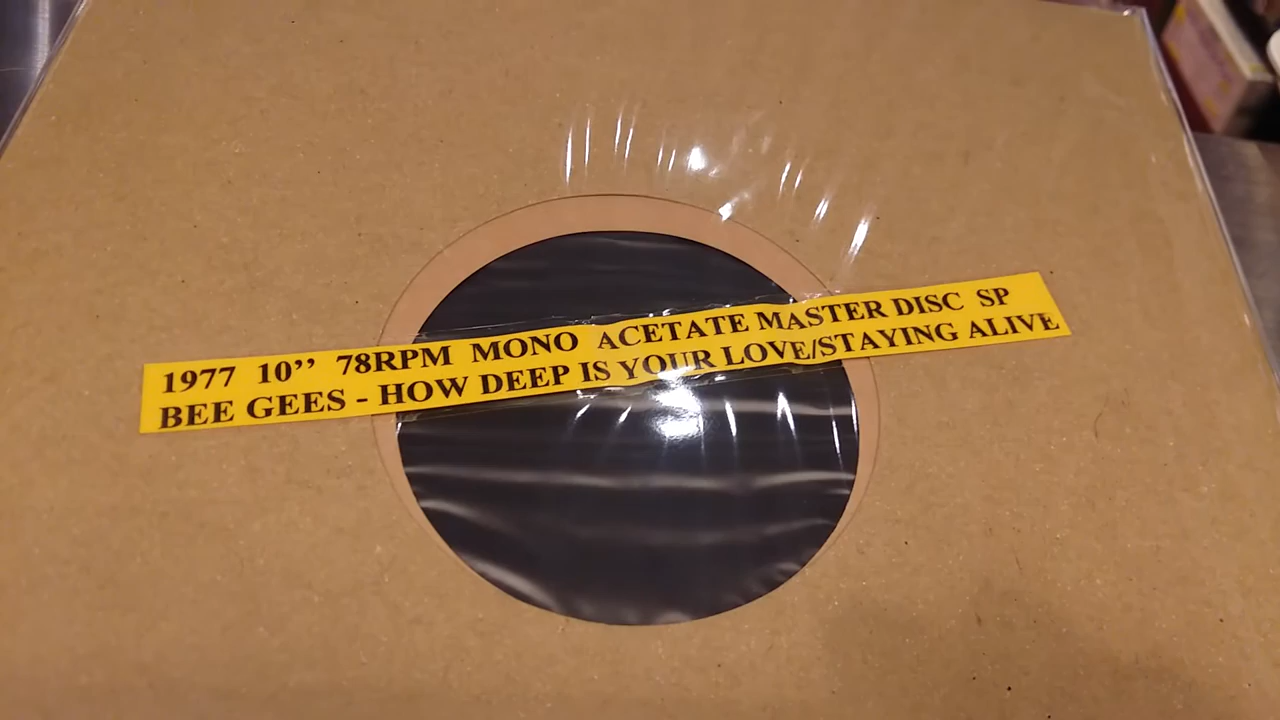 1977 10’’ 78RPM MONO ACETATE MASTER DISC SP
BEE GEES - HOW DEEP IS YOUR LOVE/STAYING ALIVE